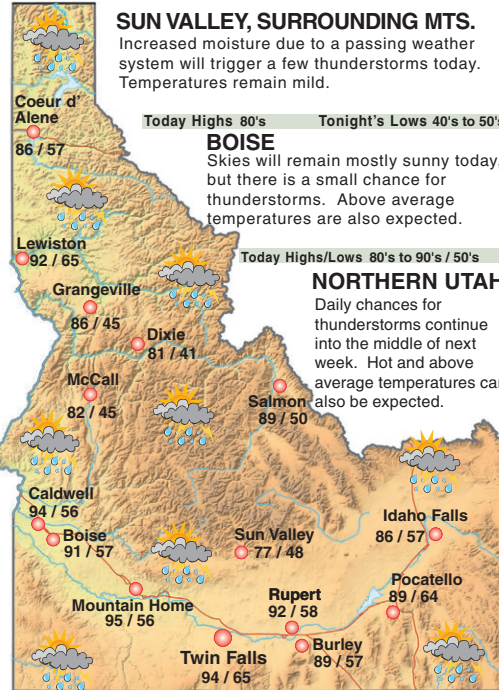 SUN VALLEY, SURROUNDING MTS.
Increased moisture due to a passing weather
system will trigger a few thunderstorms today.
Temperatures remain mild.
Today Highs 80's Tonight's Lows 40's to 50's
BOISE
Skies will remain mostly sunny today,
but there is a small chance for
thunderstorms. Above average
temperatures are also expected.
Today Highs/Lows 80's to 90's / 50's
NORTHERN UTAH
Daily chances for
thunderstorms continue
into the middle of next
week. Hot and above
average temperatures can
also be expected.
Coeur d'
Alene
86 / 57
Lewiston
92 / 65
Grangeville
86 / 45
Dixie
81 / 41
McCall
82 / 45
Salmon
89 / 50
Caldwell
94 / 56
Boise
91 / 57
Sun Valley
77 / 48
Idaho Falls
86 / 57
Pocatello
89 / 64
Mountain Home
95 / 56
Rupert
92 / 58
Burley
89 / 57
Twin Falls
94 / 65